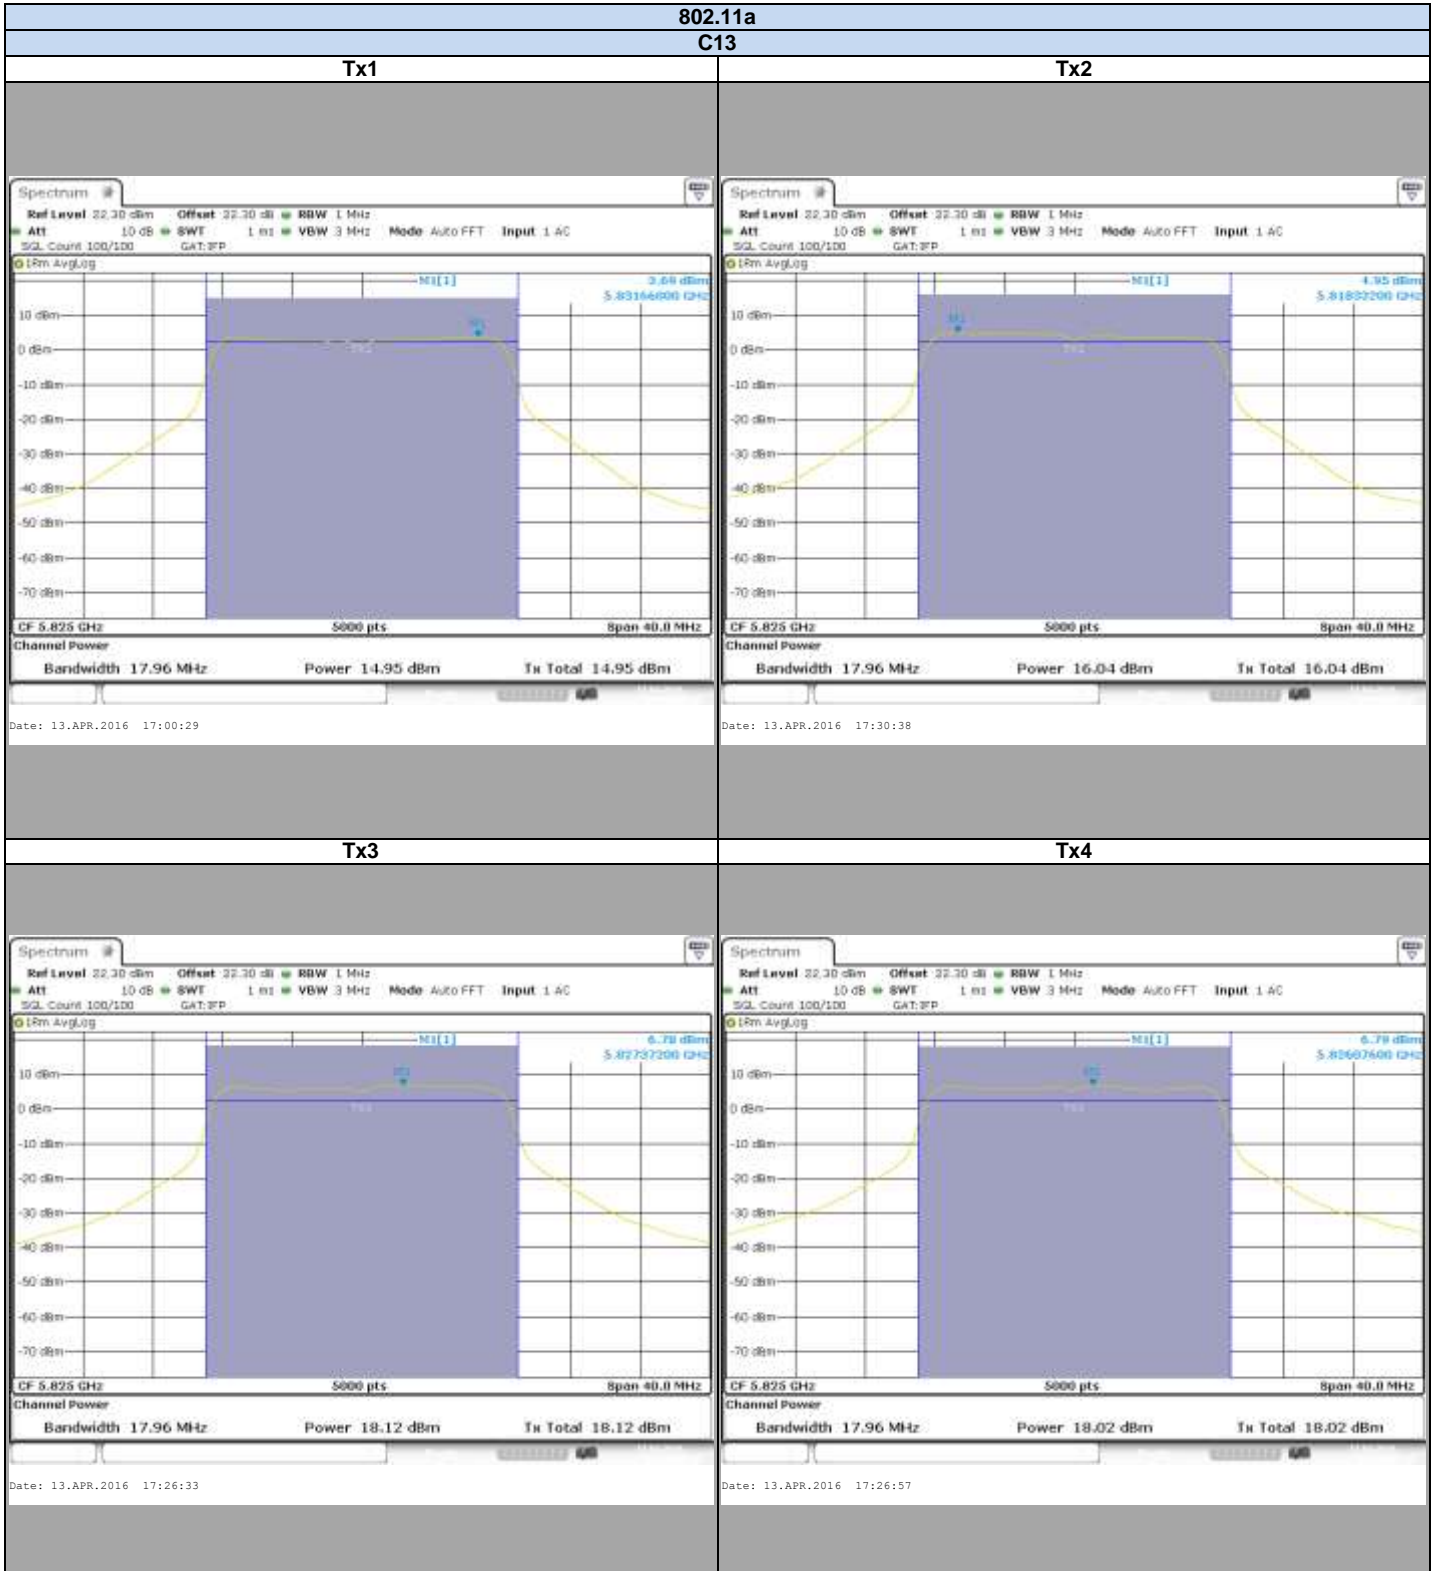 802.11a
C13
Tx1
Tx2
Spectrum
Ref Level 22.30 dBm Offset 22.30 dB RBW 1 MHz
Att 10 dB SWT 1 ms VBW 3 MHz Mode Auto FFT Input 1 AC
SGL Count 100/100 GAT:IFP
1Rm AvgLog
M1[1] 3.69 dBm
5.83166800 GHz
M1
10 dBm
0 dBm
-10 dBm
-20 dBm
-30 dBm
-40 dBm
-50 dBm
-60 dBm
-70 dBm
CF 5.825 GHz 5000 pts Span 40.0 MHz
Channel Power
Bandwidth 17.96 MHz Power 14.95 dBm Tx Total 14.95 dBm
Date: 13.APR.2016 17:00:29
Spectrum
Ref Level 22.30 dBm Offset 22.30 dB RBW 1 MHz
Att 10 dB SWT 1 ms VBW 3 MHz Mode Auto FFT Input 1 AC
SGL Count 100/100 GAT:IFP
1Rm AvgLog
M1[1] 4.95 dBm
M1
10 dBm
0 dBm
-10 dBm
-20 dBm
-30 dBm
-40 dBm
-50 dBm
-60 dBm
-70 dBm
CF 5.825 GHz 5000 pts Span 40.0 MHz
Channel Power
Bandwidth 17.96 MHz Power 16.04 dBm Tx Total 16.04 dBm
Date: 13.APR.2016 17:30:38
Tx3
Tx4
Spectrum
Ref Level 22.30 dBm Offset 22.30 dB RBW 1 MHz
Att 10 dB SWT 1 ms VBW 3 MHz Mode Auto FFT Input 1 AC
SGL Count 100/100 GAT:IFP
1Rm AvgLog
M1[1] 6.78 dBm
5.82737200 GHz
M1
10 dBm
0 dBm
-10 dBm
-20 dBm
-30 dBm
-40 dBm
-50 dBm
-60 dBm
-70 dBm
CF 5.825 GHz 5000 pts Span 40.0 MHz
Channel Power
Bandwidth 17.96 MHz Power 18.12 dBm Tx Total 18.12 dBm
Date: 13.APR.2016 17:26:33
Spectrum
Ref Level 22.30 dBm Offset 22.30 dB RBW 1 MHz
Att 10 dB SWT 1 ms VBW 3 MHz Mode Auto FFT Input 1 AC
SGL Count 100/100 GAT:IFP
1Rm AvgLog
M1[1] 6.79 dBm
M1
10 dBm
0 dBm
-10 dBm
-20 dBm
-30 dBm
-40 dBm
-50 dBm
-60 dBm
-70 dBm
CF 5.825 GHz 5000 pts Span 40.0 MHz
Channel Power
Bandwidth 17.96 MHz Power 18.02 dBm Tx Total 18.02 dBm
Date: 13.APR.2016 17:26:57